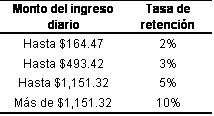 Monto del ingreso Tasa de
diario retención
Hasta $164.47 2%
Hasta $493.42 3%
Hasta $1,151.32 5%
Más de $1,151.32 10%